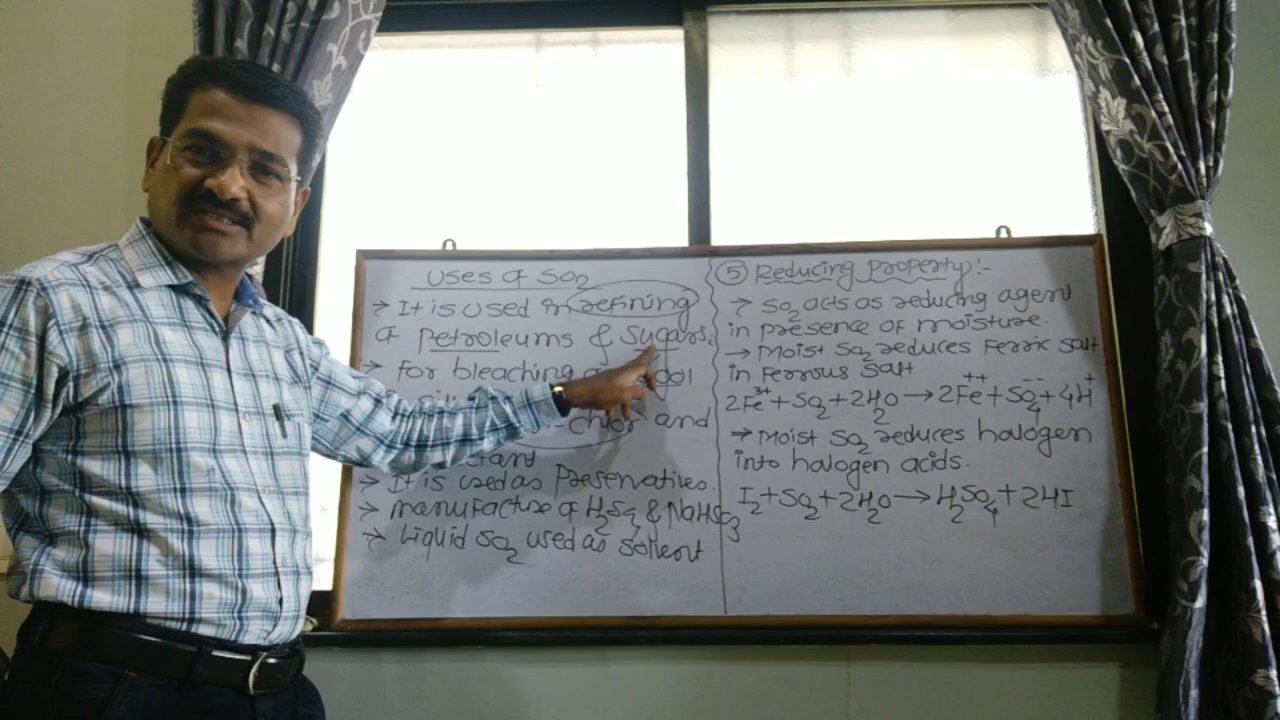 Uses of SO2
→ It is used in refining
of Petroleums & Sugars.
→ For bleaching
-chlor and
→ It is used as Preservatives.
→ manufacture of H2SO4 & NaHSO3
→ Liquid SO2 used as solvent
⑤ Reducing Property:-
→ SO2 acts as reducing agent
in presence of moisture.
→ Moist SO2 reduces Ferric Salt
in Ferrous Salt
2Fe³⁺ + SO2 + 2H2O → 2Fe⁺⁺ + SO4⁻⁻ + 4H⁺
→ Moist SO2 reduces halogen
into halogen acids.
I2 + SO2 + 2H2O → H2SO4 + 2HI